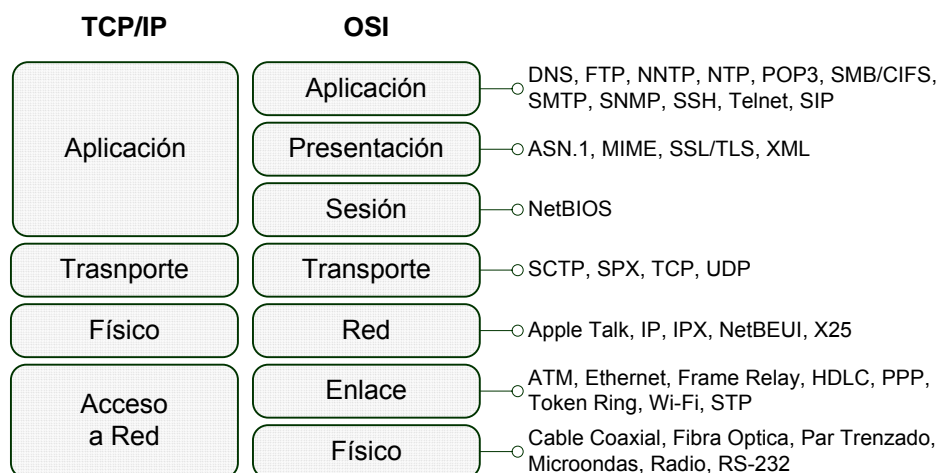 TCP/IP
OSI
Aplicación
Aplicación
DNS, FTP, NNTP, NTP, POP3, SMB/CIFS,
SMTP, SNMP, SSH, Telnet, SIP
Presentación
ASN.1, MIME, SSL/TLS, XML
Sesión
NetBIOS
Trasnporte
Transporte
SCTP, SPX, TCP, UDP
Físico
Red
Apple Talk, IP, IPX, NetBEUI, X25
Acceso
a Red
Enlace
ATM, Ethernet, Frame Relay, HDLC, PPP,
Token Ring, Wi-Fi, STP
Físico
Cable Coaxial, Fibra Optica, Par Trenzado,
Microondas, Radio, RS-232